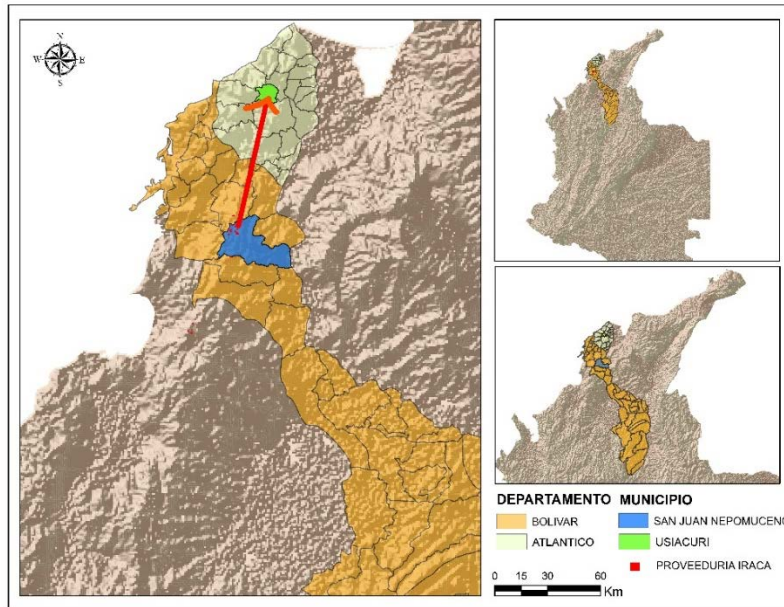 N
W E
S
DEPARTAMENTO MUNICIPIO
BOLIVAR SAN JUAN NEPOMUCENO
ATLANTICO USIACURI
PROVEEDURIA IRACA
0 15 30 60
Km